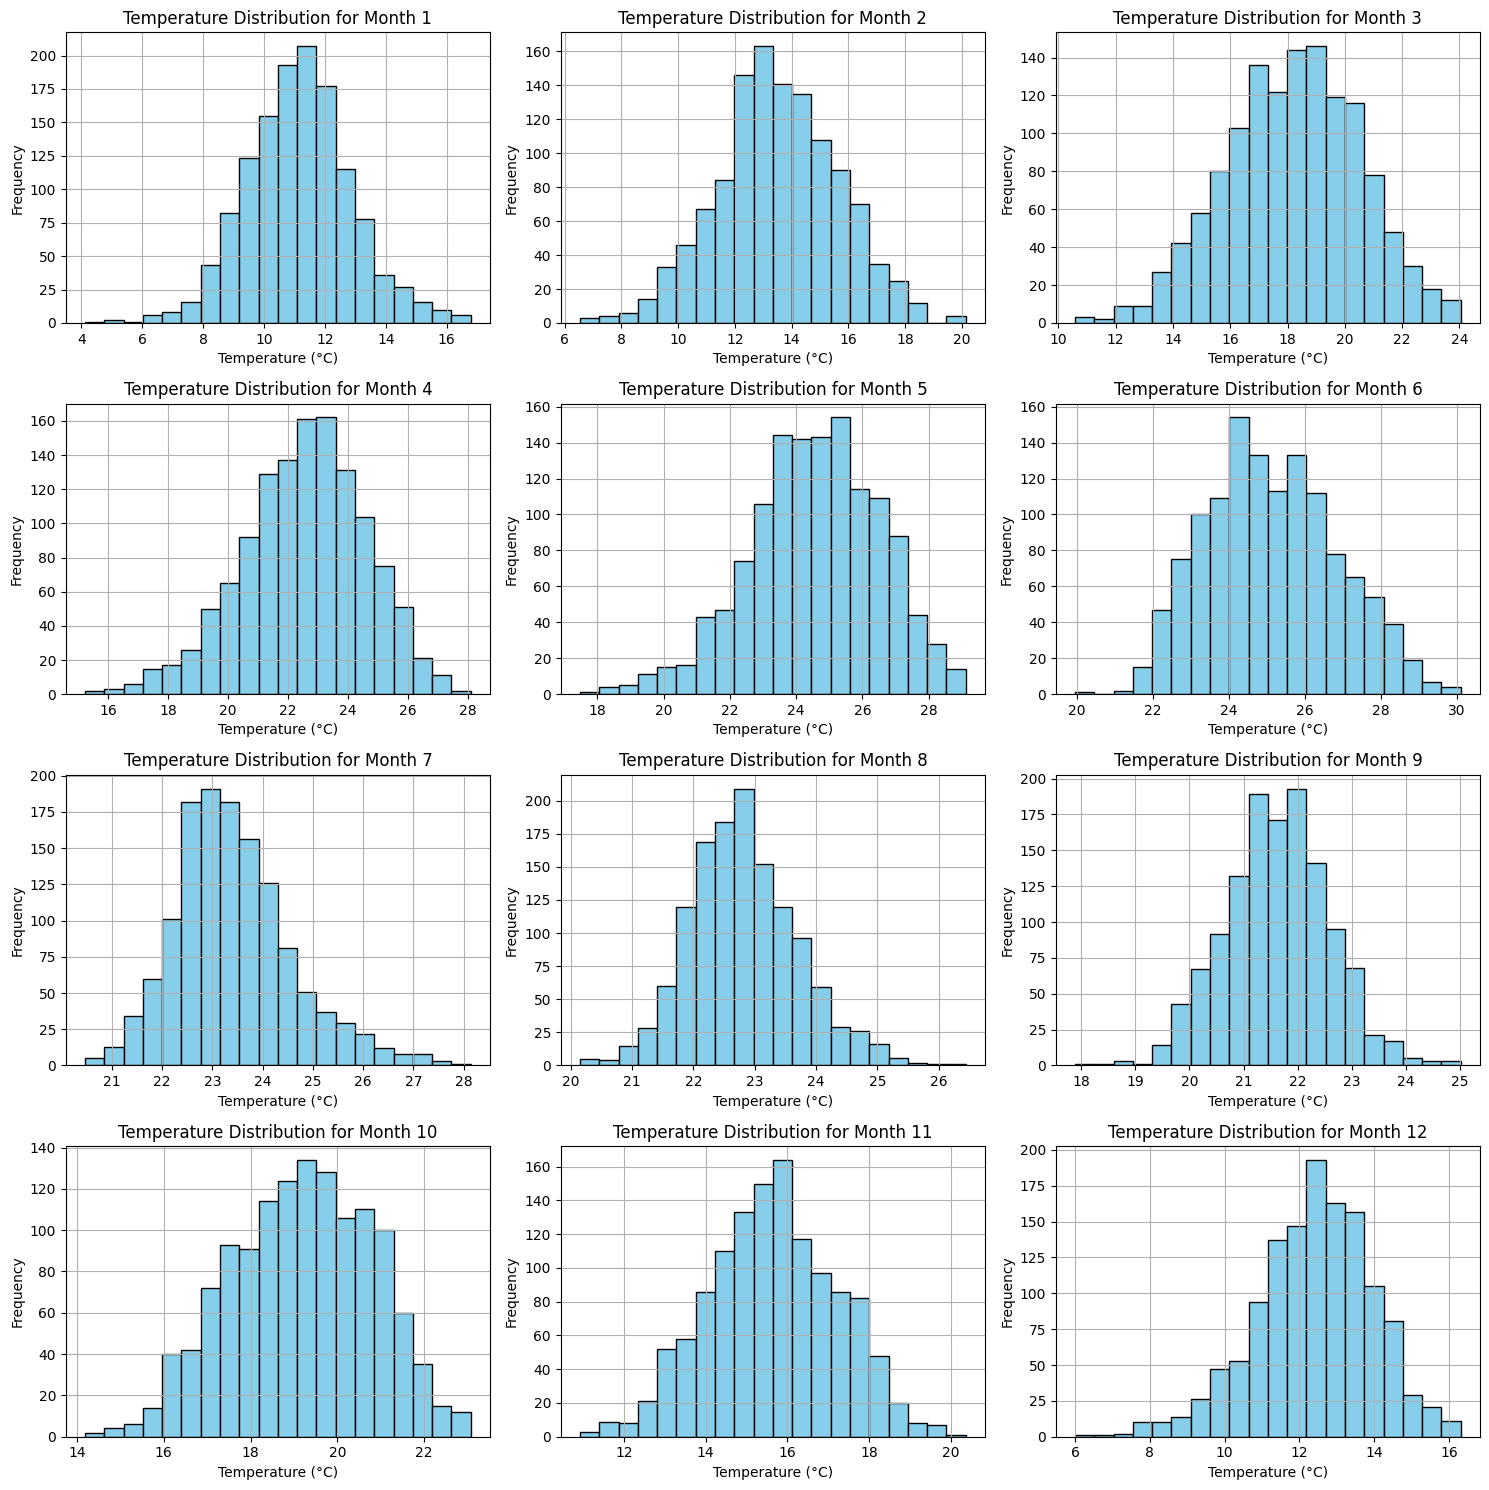 Temperature Distribution for Month 1
Frequency
200
175
150
125
100
75
50
25
0
4 6 8 10 12 14 16
Temperature (°C)
Temperature Distribution for Month 2
Frequency
160
140
120
100
80
60
40
20
0
6 8 10 12 14 16 18 20
Temperature (°C)
Temperature Distribution for Month 3
Frequency
140
120
100
80
60
40
20
0
10 12 14 16 18 20 22 24
Temperature (°C)
Temperature Distribution for Month 4
Frequency
160
140
120
100
80
60
40
20
0
16 18 20 22 24 26 28
Temperature (°C)
Temperature Distribution for Month 5
Frequency
160
140
120
100
80
60
40
20
0
18 20 22 24 26 28
Temperature (°C)
Temperature Distribution for Month 6
Frequency
160
140
120
100
80
60
40
20
0
20 22 24 26 28 30
Temperature (°C)
Temperature Distribution for Month 7
Frequency
200
175
150
125
100
75
50
25
0
21 22 23 24 25 26 27 28
Temperature (°C)
Temperature Distribution for Month 8
Frequency
200
175
150
125
100
75
50
25
0
20 21 22 23 24 25 26
Temperature (°C)
Temperature Distribution for Month 9
Frequency
200
175
150
125
100
75
50
25
0
18 19 20 21 22 23 24 25
Temperature (°C)
Temperature Distribution for Month 10
Frequency
140
120
100
80
60
40
20
0
14 16 18 20 22
Temperature (°C)
Temperature Distribution for Month 11
Frequency
160
140
120
100
80
60
40
20
0
12 14 16 18 20
Temperature (°C)
Temperature Distribution for Month 12
Frequency
200
175
150
125
100
75
50
25
0
6 8 10 12 14 16
Temperature (°C)